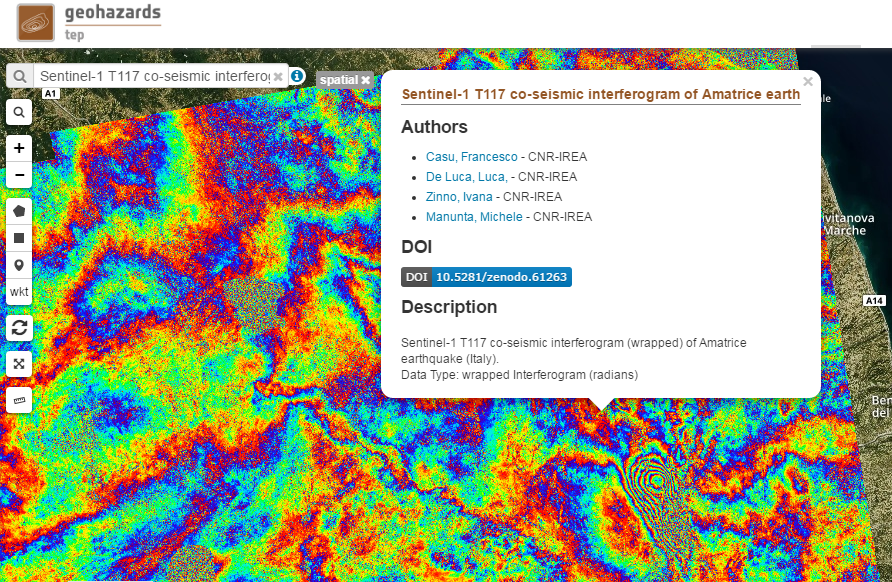 geohazards
tep
Sentinel-1 T117 co-seismic interfero
spatial
A1
wkt
Sentinel-1 T117 co-seismic interferogram of Amatrice earth
Authors
Casu, Francesco - CNR-IREA
De Luca, Luca, - CNR-IREA
Zinno, Ivana - CNR-IREA
Manunta, Michele - CNR-IREA
DOI
DOI 10.5281/zenodo.61263
Description
Sentinel-1 T117 co-seismic interferogram (wrapped) of Amatrice
earthquake (Italy).
Data Type: wrapped Interferogram (radians)
ale
ivitanova
Marche
A14
Ben
del